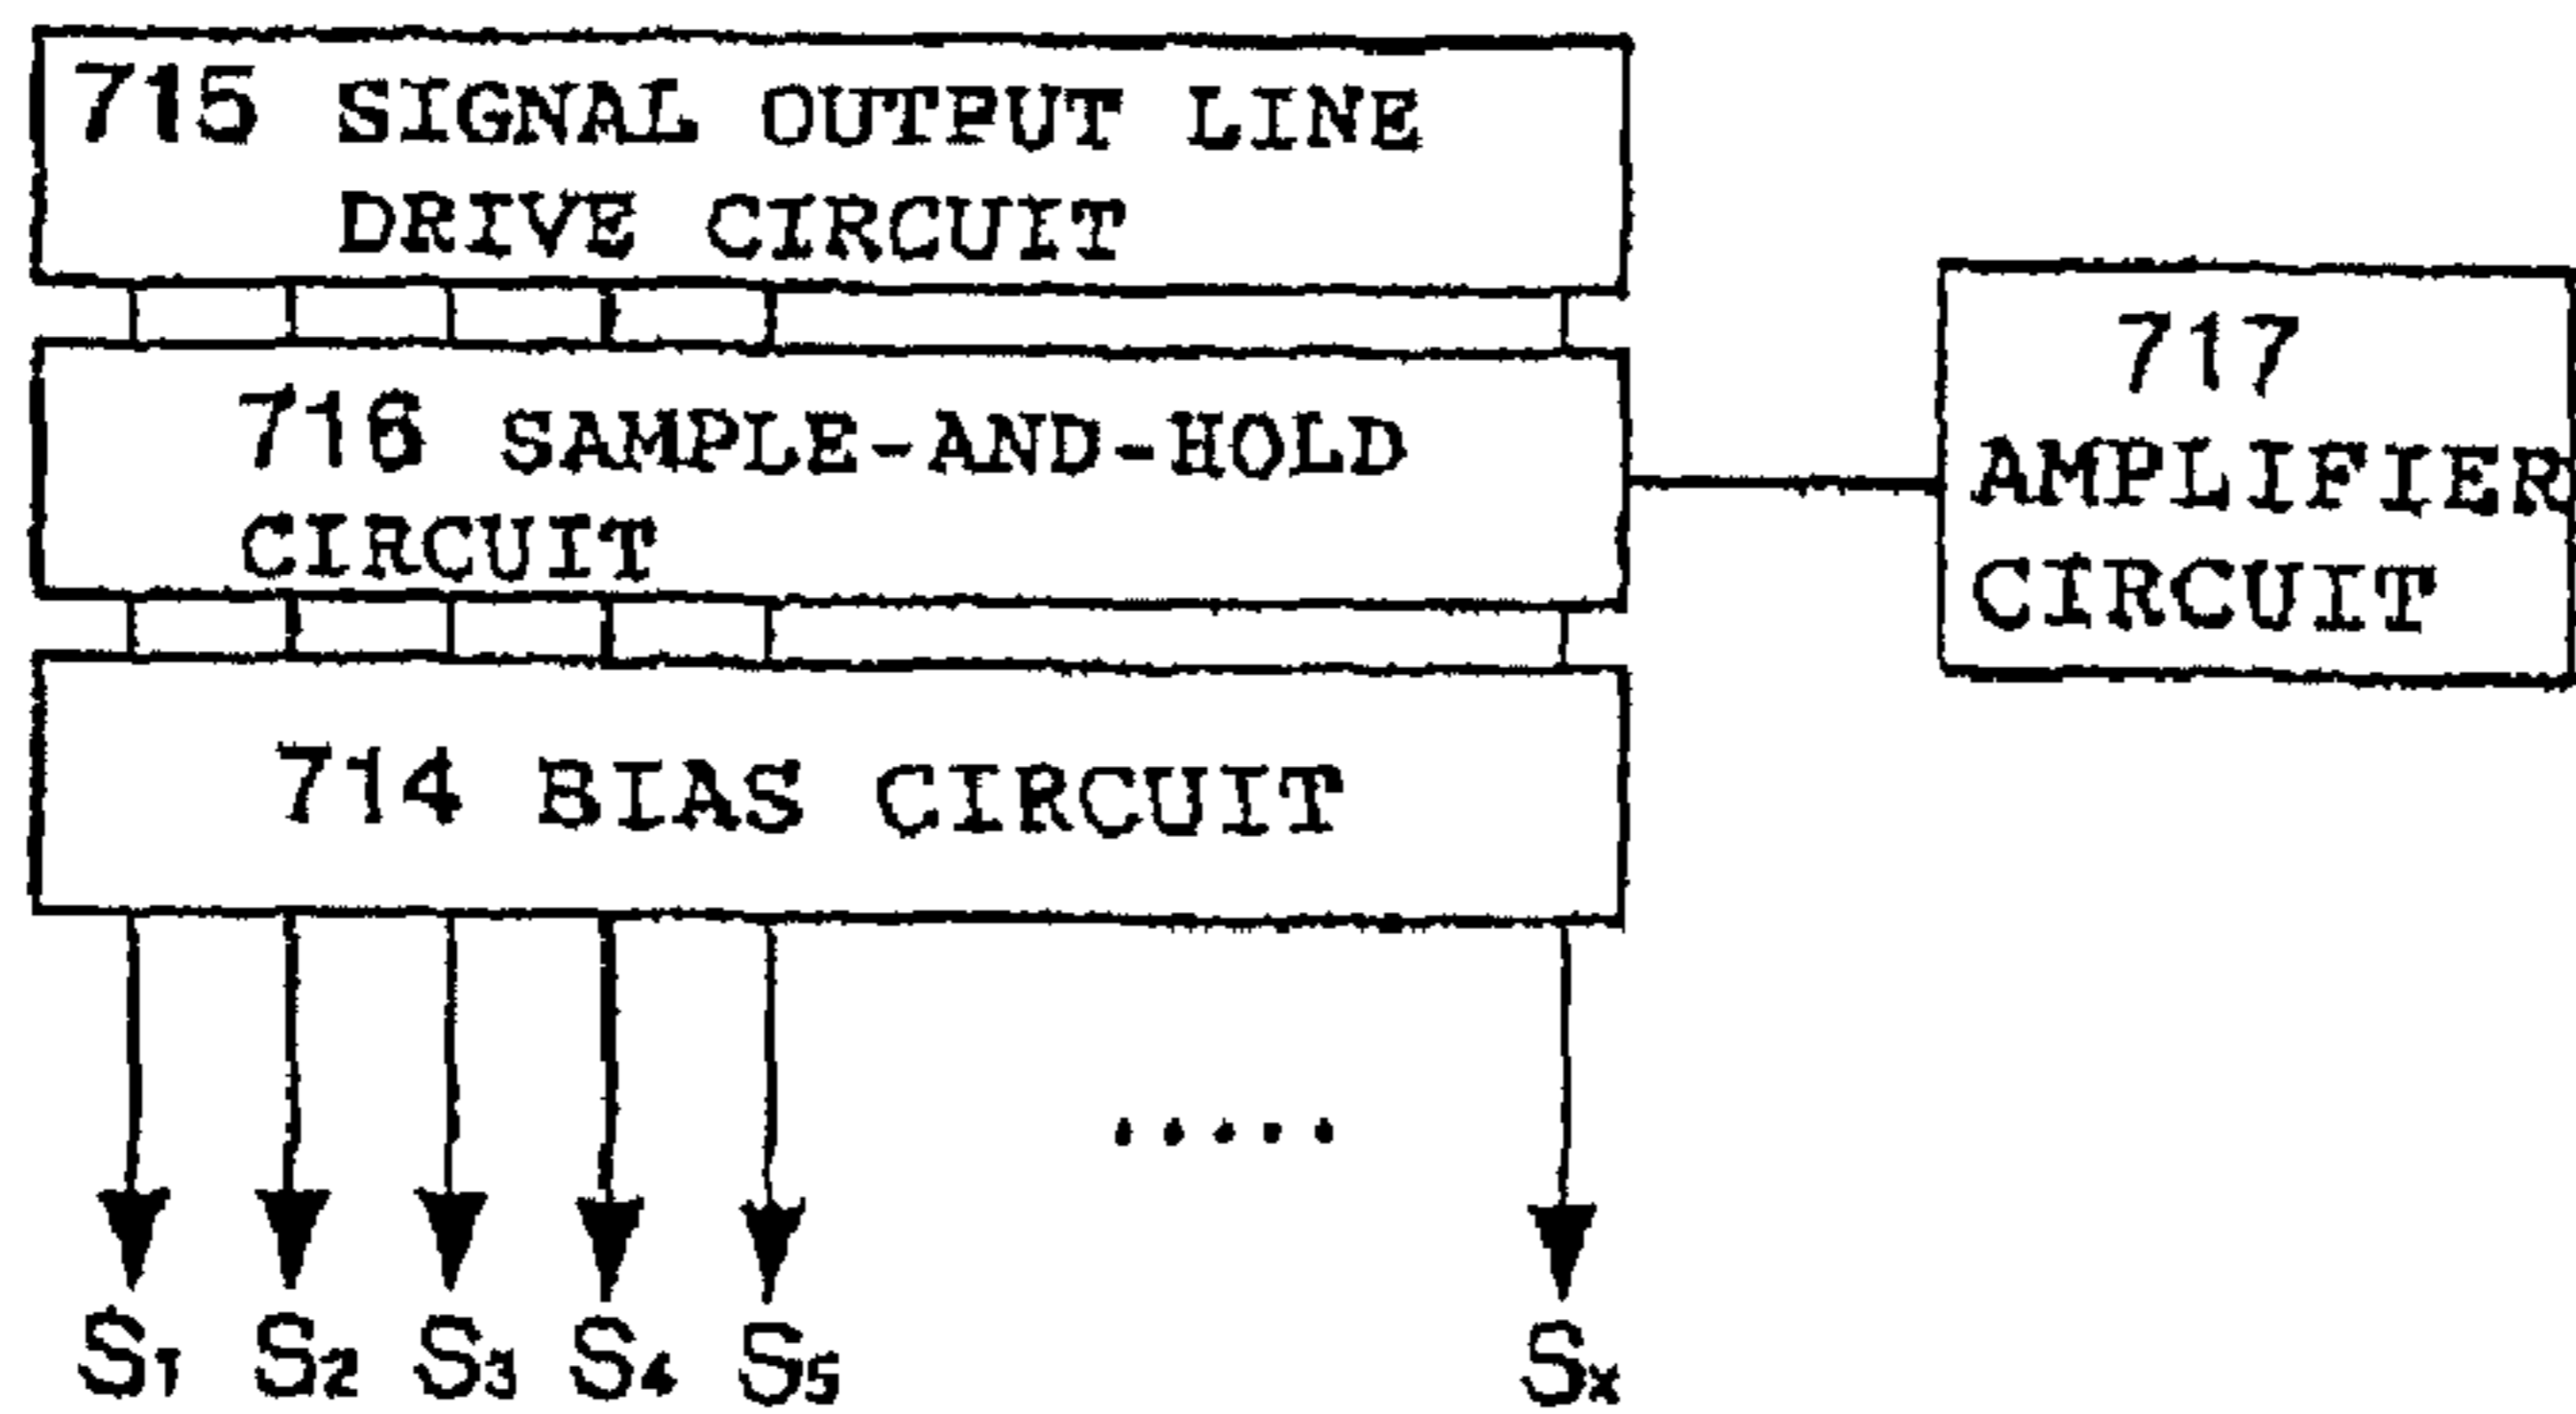 715 SIGNAL OUTPUT LINE
DRIVE CIRCUIT
716 SAMPLE-AND-HOLD
CIRCUIT
717
AMPLIFIER
CIRCUIT
714 BIAS CIRCUIT
.....
S1 S2 S3 S4 S5 Sx